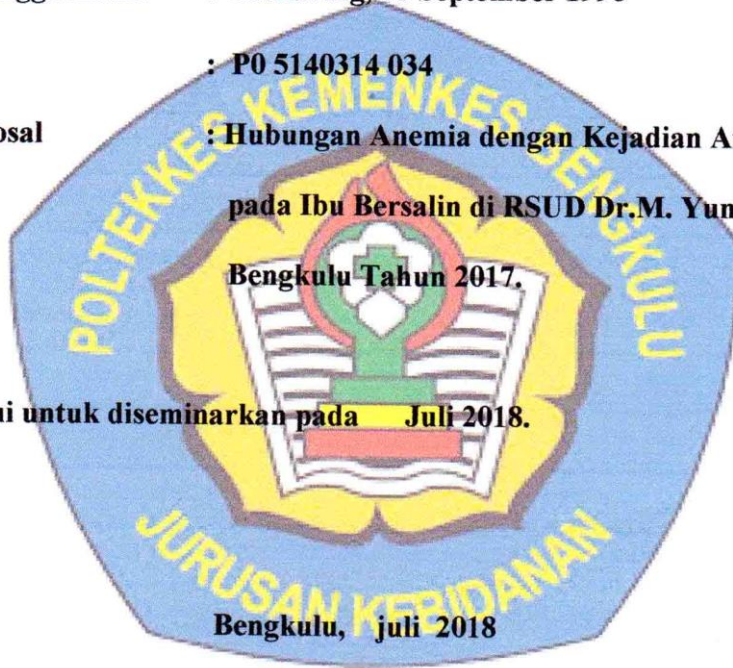 : P0 5140314 034
osal : Hubungan Anemia dengan Kejadian A
pada Ibu Bersalin di RSUD Dr.M. Yun
Bengkulu Tahun 2017.
ui untuk diseminarkan pada Juli 2018.
Bengkulu, juli 2018
POLTEKKES KEMENKES BENGKULU
JURUSAN KEBIDANAN